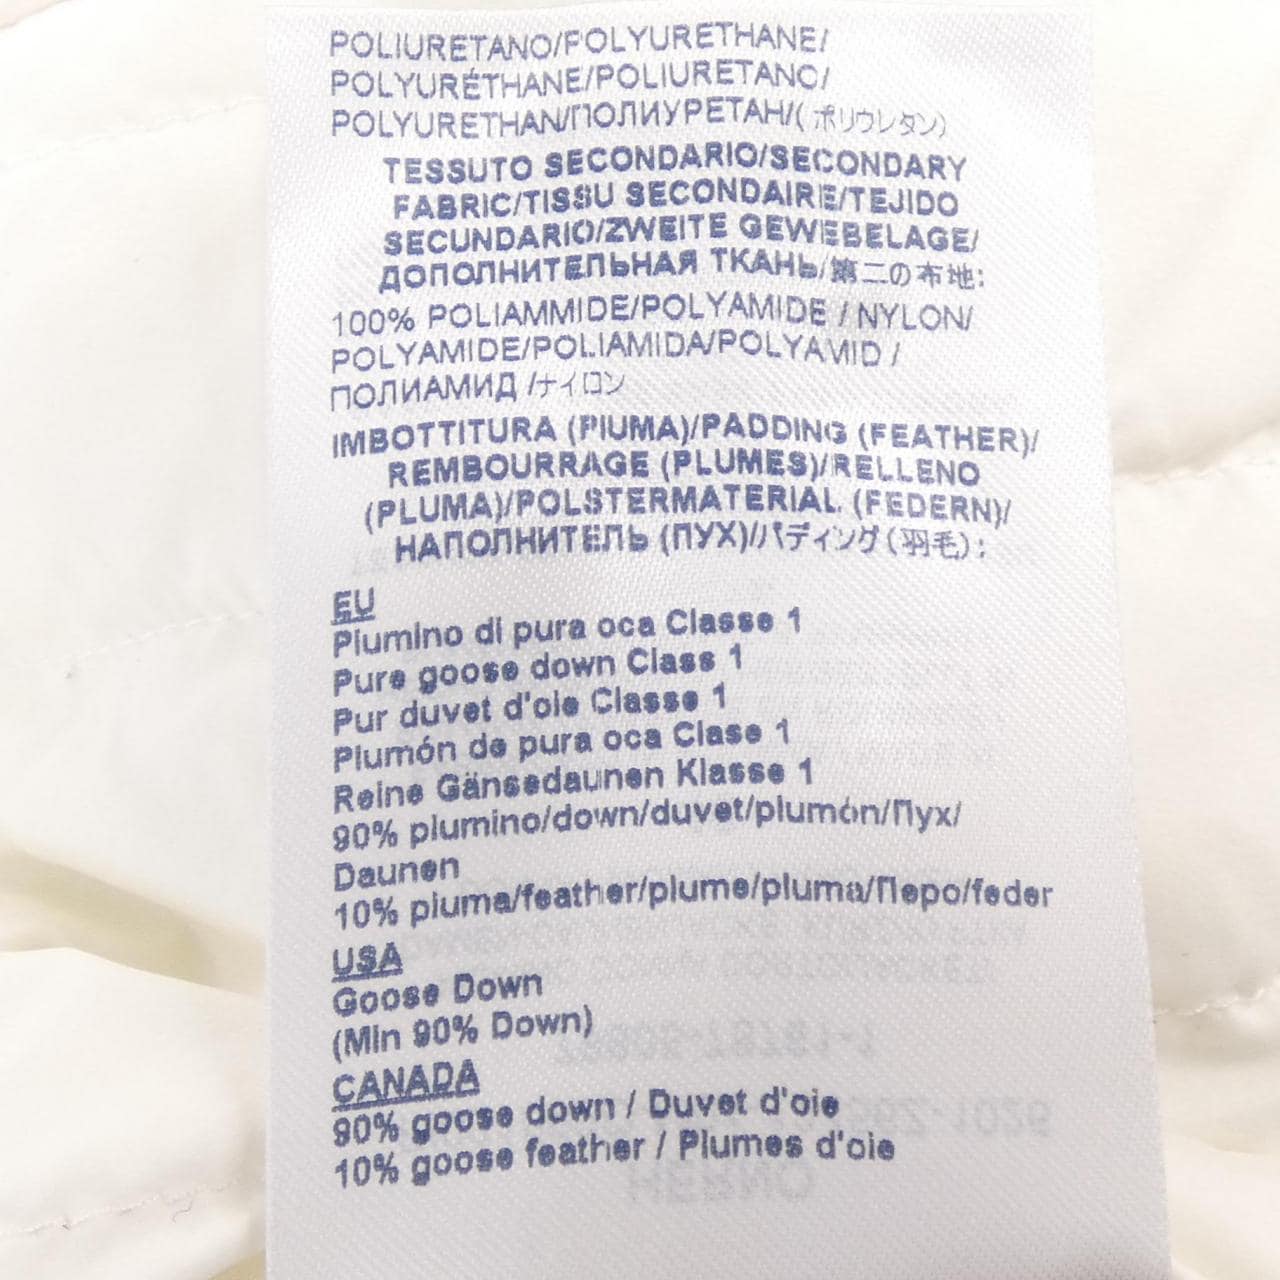 POLIURETANO/POLYURETHANE/
POLYURÉTHANE/POLIURETANO/
POLYURETHAN/ПОЛИУРЕТАН/(ポリウレタン)
TESSUTO SECONDARIO/SECONDARY
FABRIC/TISSU SECONDAIRE/TEJIDO
SECUNDARIO/ZWEITE GEWEBELAGE/
ДОПОЛНИТЕЛЬНАЯ ТКАНЬ/第二の布地:
100% POLIAMMIDE/POLYAMIDE / NYLON/
POLYAMIDE/POLIAMIDA/POLYAMID /
ПОЛИАМИД /ナイロン
IMBOTTITURA (PIUMA)/PADDING (FEATHER)/
REMBOURRAGE (PLUMES)/RELLENO
(PLUMA)/POLSTERMATERIAL (FEDERN)/
НАПОЛНИТЕЛЬ (ПУХ)/パディング(羽毛):
EU
Piumino di pura oca Classe 1
Pure goose down Class 1
Pur duvet d'oie Classe 1
Plumón de pura oca Clase 1
Reine Gänsedaunen Klasse 1
90% piumino/down/duvet/plumón/Пух/
Daunen
10% piuma/feather/plume/pluma/Перо/feder
USA
Goose Down
(Min 90% Down)
CANADA
90% goose down / Duvet d'oie
10% goose feather / Plumes d'oie
HERNO